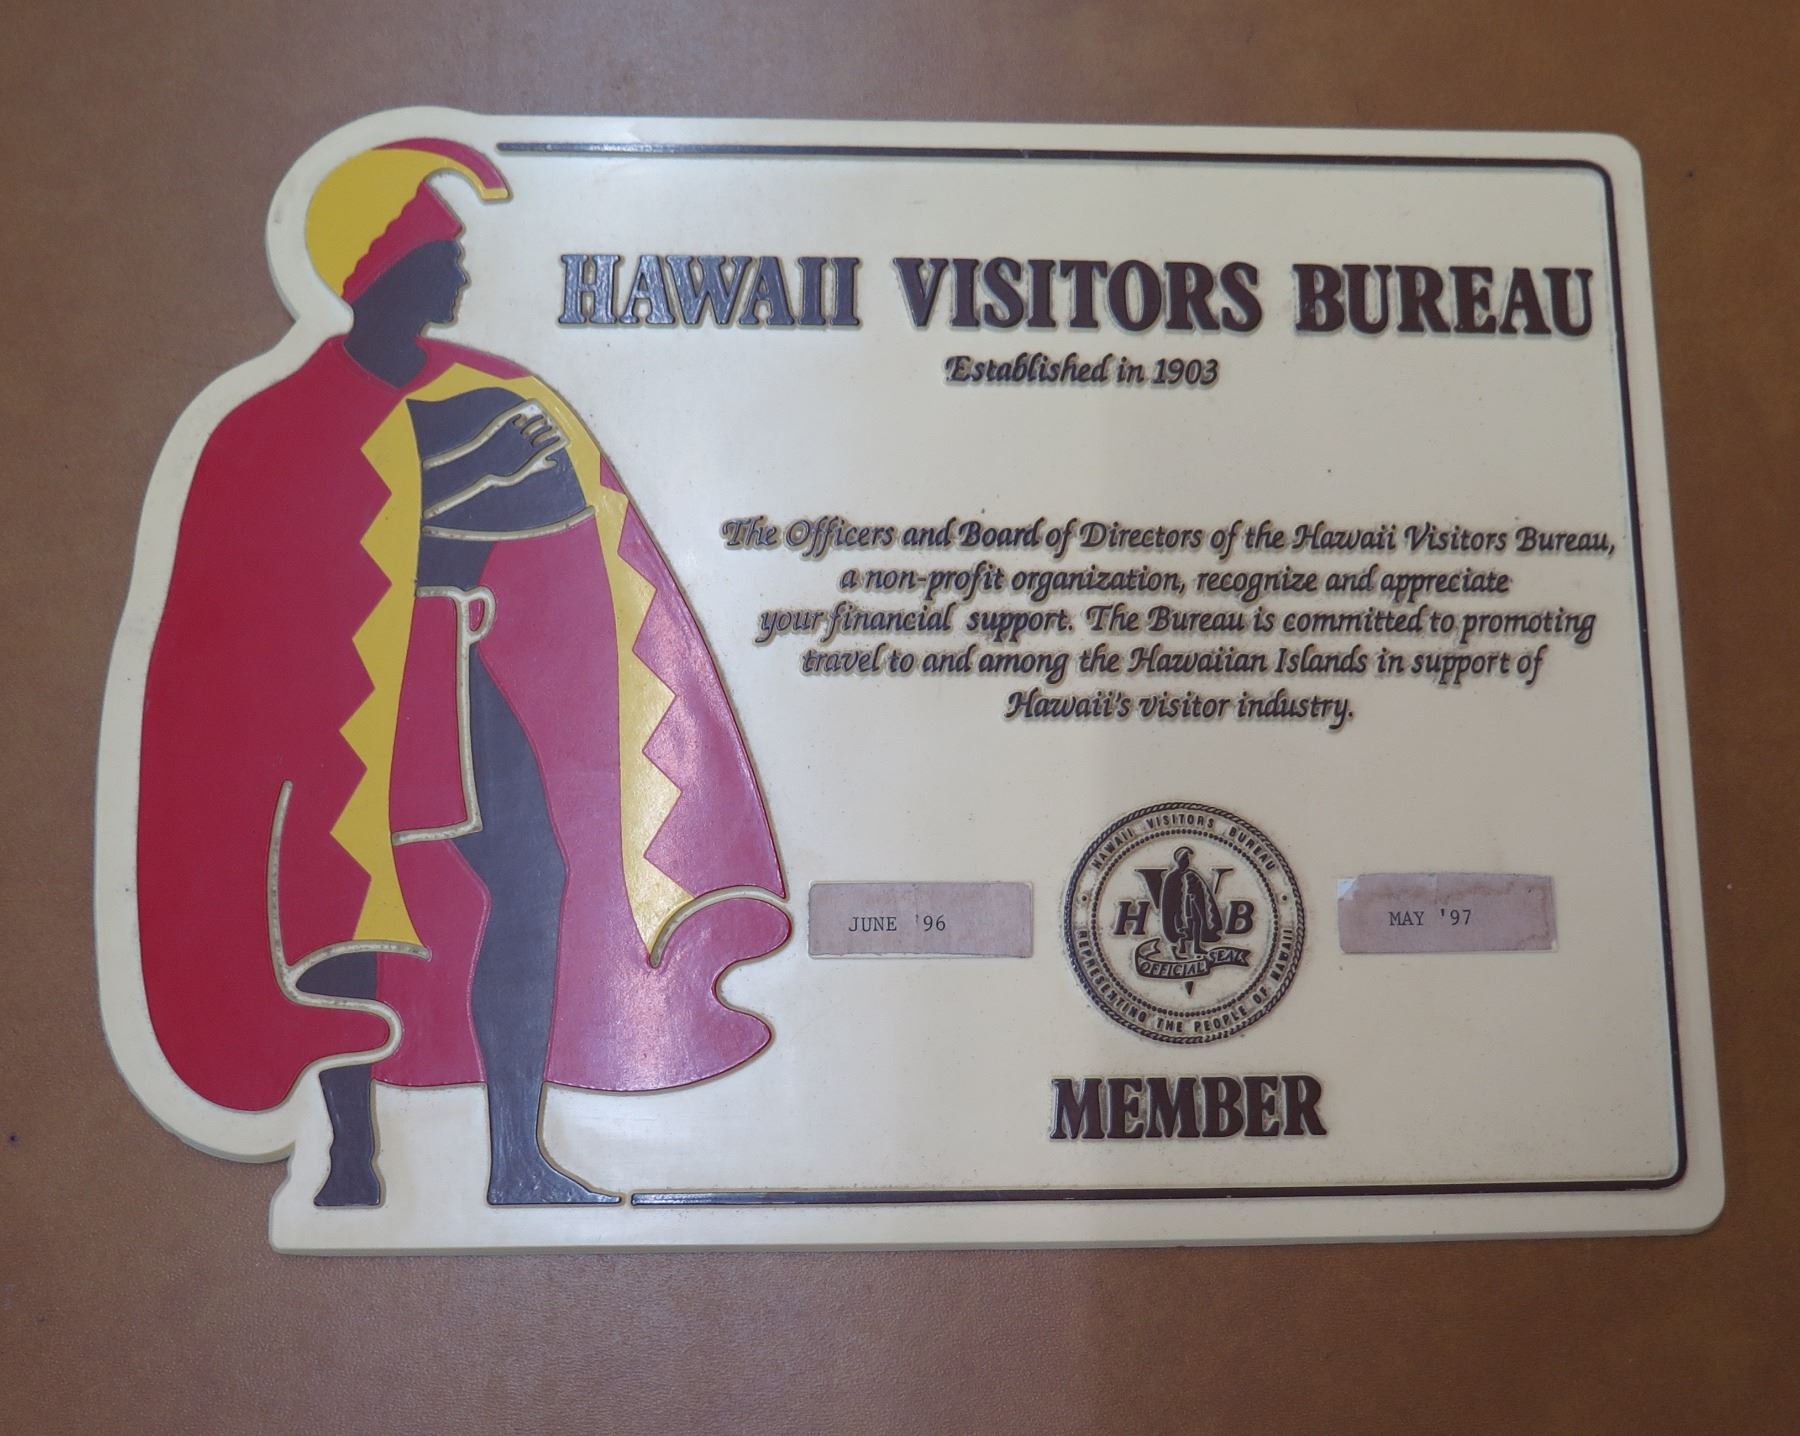 HAWAII VISITORS BUREAU
Established in 1903
The Officers and Board of Directors of the Hawaii Visitors Bureau,
a non-profit organization, recognize and appreciate
your financial support. The Bureau is committed to promoting
travel to and among the Hawaiian Islands in support of
Hawaii's visitor industry.
JUNE '96
HAWAII VISITORS BUREAU
HVB
OFFICIAL SEAL
REPRESENTING THE PEOPLE OF HAWAII
MAY '97
MEMBER